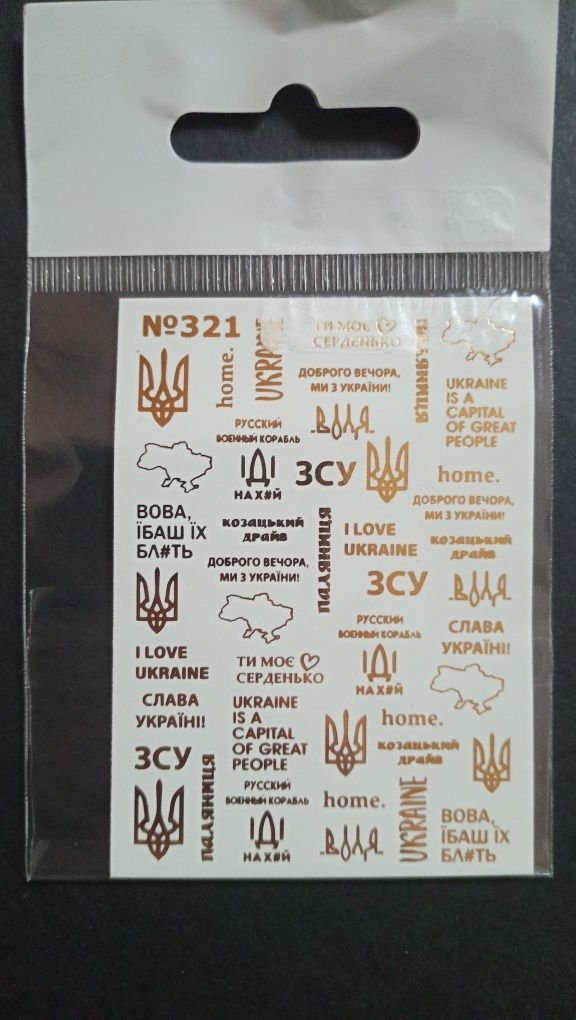 №321
home.
UKRAINE
ТИ МОЄ
СЕРДЕНЬКО
ПАЛЯНИЦЯ
ДОБРОГО ВЕЧОРА,
МИ З УКРАЇНИ!
UKRAINE
IS A
CAPITAL
OF GREAT
PEOPLE
РУССКИЙ
ВОЕННЫЙ КОРАБЛЬ
ІДІ
НАХ#Й
ВОЛЯ
ЗСУ
home.
ВОВА,
ЇБАШ ЇХ
БЛ#ТЬ
козацький
драйв
ПАЛЯНИЦЯ
I LOVE
UKRAINE
ДОБРОГО ВЕЧОРА,
МИ З УКРАЇНИ!
козацький
драйв
ДОБРОГО ВЕЧОРА,
МИ З УКРАЇНИ!
ЗСУ
ВОЛЯ
I LOVE
UKRAINE
ТИ МОЄ
СЕРДЕНЬКО
РУССКИЙ
ВОЕННЫЙ КОРАБЛЬ
ІДІ
НАХ#Й
СЛАВА
УКРАЇНІ!
СЛАВА
УКРАЇНІ!
UKRAINE
IS A
CAPITAL
OF GREAT
PEOPLE
home.
козацький
драйв
ЗСУ
ПАЛЯНИЦЯ
РУССКИЙ
ВОЕННЫЙ КОРАБЛЬ
ІДІ
НАХ#Й
home.
ВОЛЯ
UKRAINE
ВОВА,
ЇБАШ ЇХ
БЛ#ТЬ